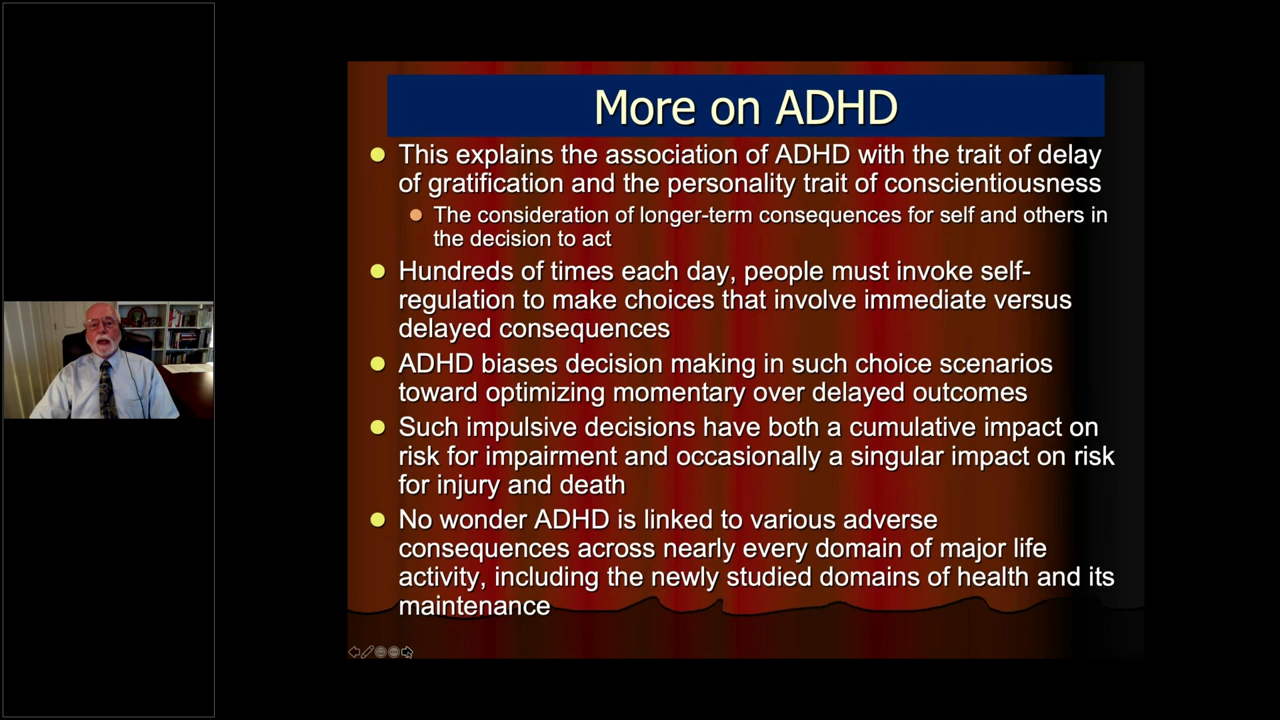 More on ADHD
This explains the association of ADHD with the trait of delay
of gratification and the personality trait of conscientiousness
The consideration of longer-term consequences for self and others in
the decision to act
Hundreds of times each day, people must invoke self-
regulation to make choices that involve immediate versus
delayed consequences
ADHD biases decision making in such choice scenarios
toward optimizing momentary over delayed outcomes
Such impulsive decisions have both a cumulative impact on
risk for impairment and occasionally a singular impact on risk
for injury and death
No wonder ADHD is linked to various adverse
consequences across nearly every domain of major life
activity, including the newly studied domains of health and its
maintenance